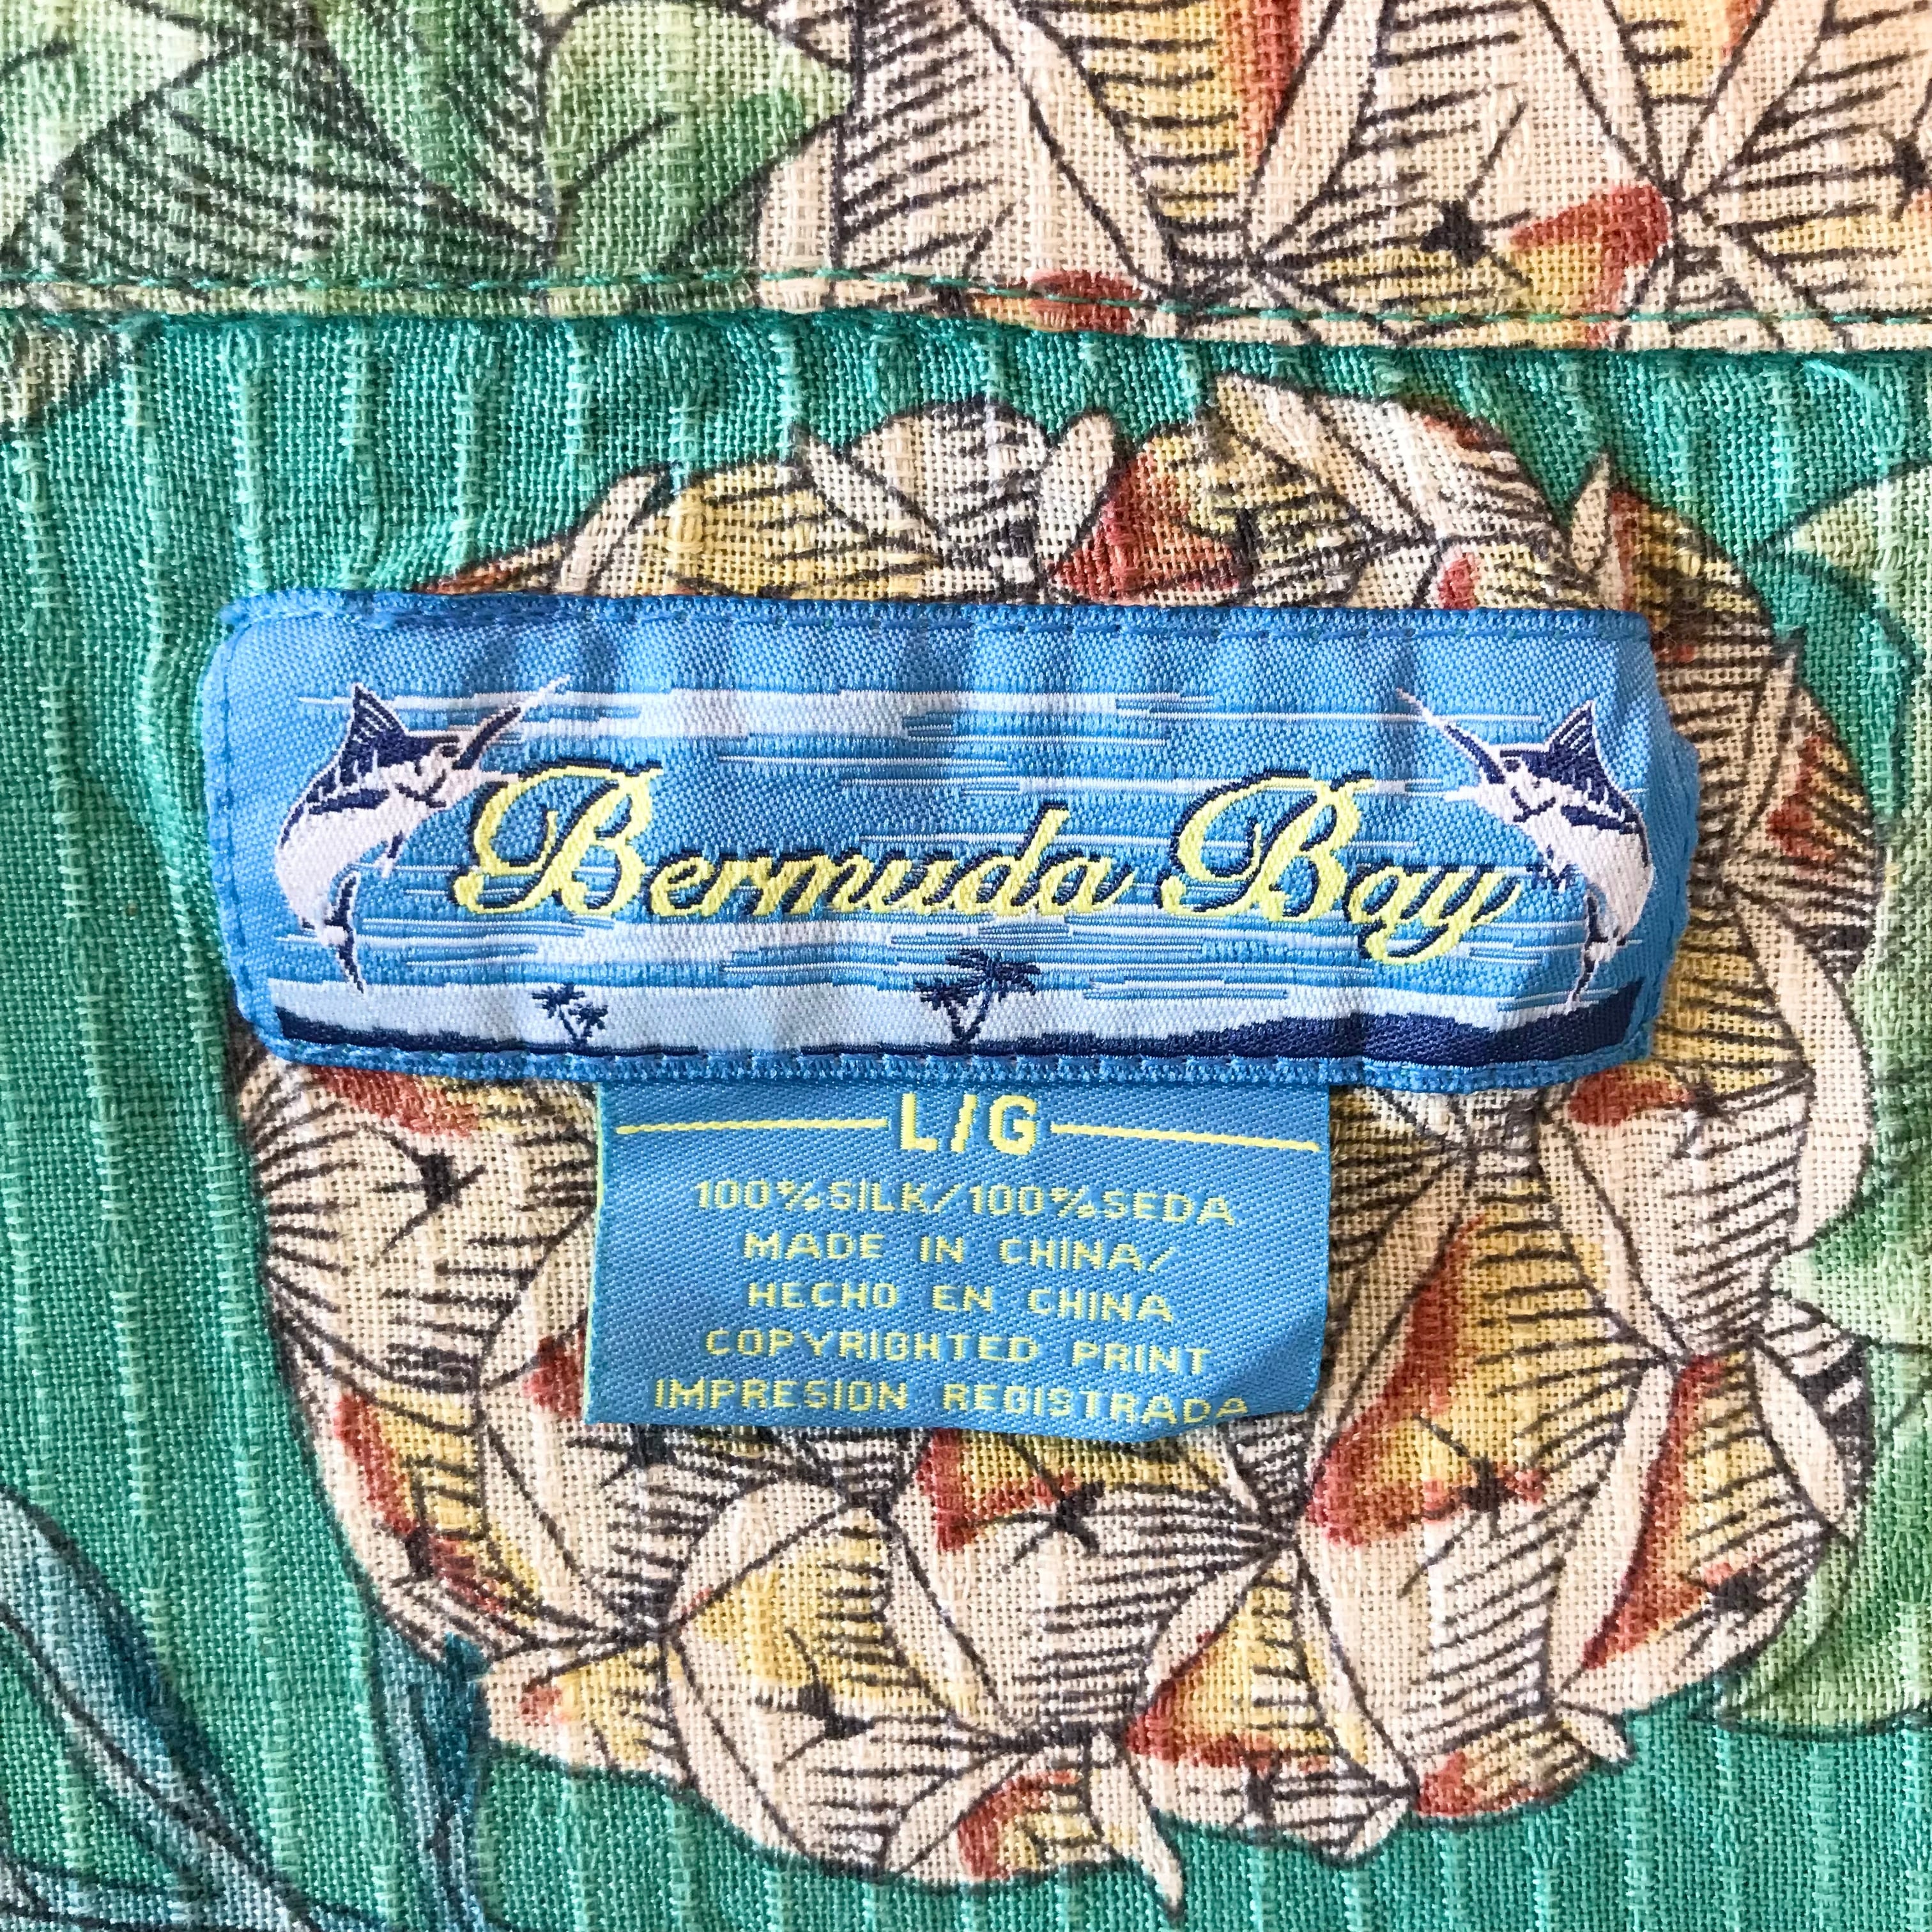 Bermuda Bay
L/G
100%SILK/100%SEDA
MADE IN CHINA/
HECHO EN CHINA
COPYRIGHTED PRINT
IMPRESION REGISTRADA